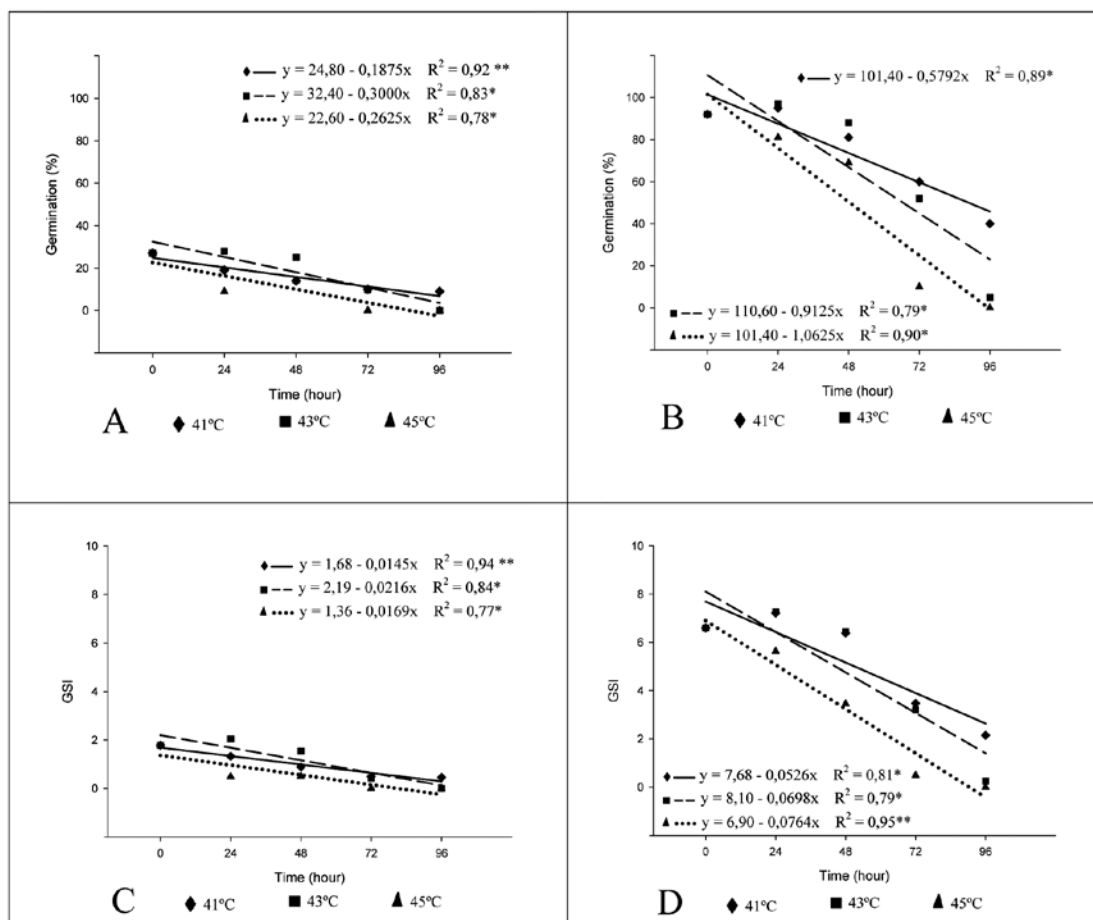 y = 24,80 - 0,1875x R² = 0,92 **
y = 32,40 - 0,3000x R² = 0,83*
y = 22,60 - 0,2625x R² = 0,78*
100
80
60
40
20
0
Germination (%)
0 24 48 72 96
Time (hour)
A 41ºC 43ºC 45ºC
y = 101,40 - 0,5792x R² = 0,89*
100
80
60
40
20
0
Germination (%)
y = 110,60 - 0,9125x R² = 0,79*
y = 101,40 - 1,0625x R² = 0,90*
0 24 48 72 96
Time (hour)
B 41ºC 43ºC 45ºC
10
8
6
4
2
0
GSI
y = 1,68 - 0,0145x R² = 0,94 **
y = 2,19 - 0,0216x R² = 0,84*
y = 1,36 - 0,0169x R² = 0,77*
0 24 48 72 96
Time (hour)
C 41ºC 43ºC 45ºC
10
8
6
4
2
0
GSI
y = 7,68 - 0,0526x R² = 0,81*
y = 8,10 - 0,0698x R² = 0,79*
y = 6,90 - 0,0764x R² = 0,95**
0 24 48 72 96
Time (hour)
D 41ºC 43ºC 45ºC